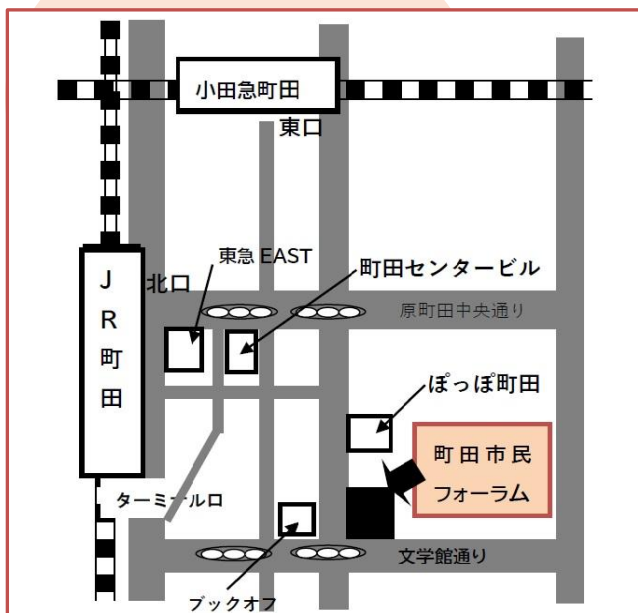 小田急町田
東口
東急 EAST
町田センタービル
北口
JR町田
原町田中央通り
ぽっぽ町田
町田市民
フォーラム
ターミナル口
文学館通り
ブックオフ